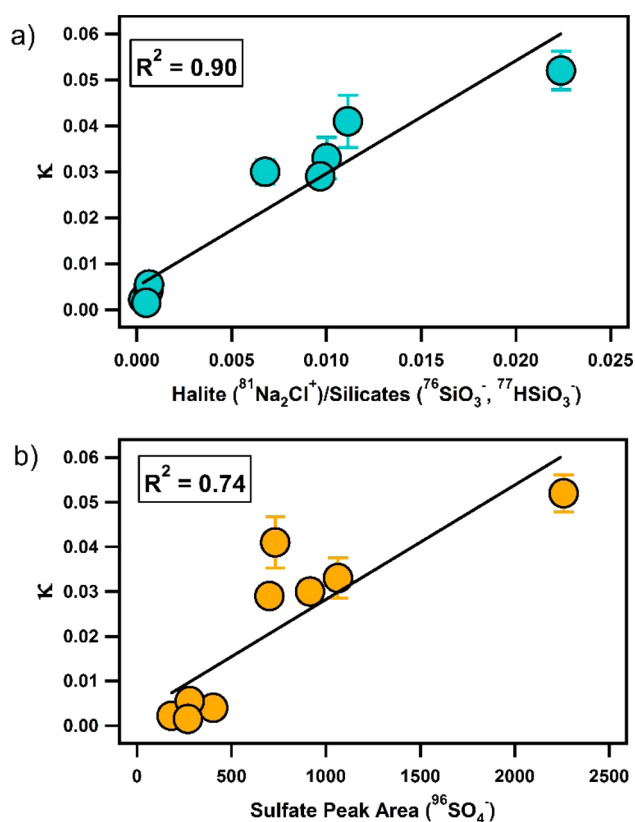 a)
R² = 0.90
κ
0.06
0.05
0.04
0.03
0.02
0.01
0.00
0.000 0.005 0.010 0.015 0.020 0.025
Halite (⁸¹Na₂Cl⁺)/Silicates (⁷⁶SiO₃⁻, ⁷⁷HSiO₃⁻)
b)
R² = 0.74
κ
0.06
0.05
0.04
0.03
0.02
0.01
0.00
0 500 1000 1500 2000 2500
Sulfate Peak Area (⁹⁶SO₄⁻)